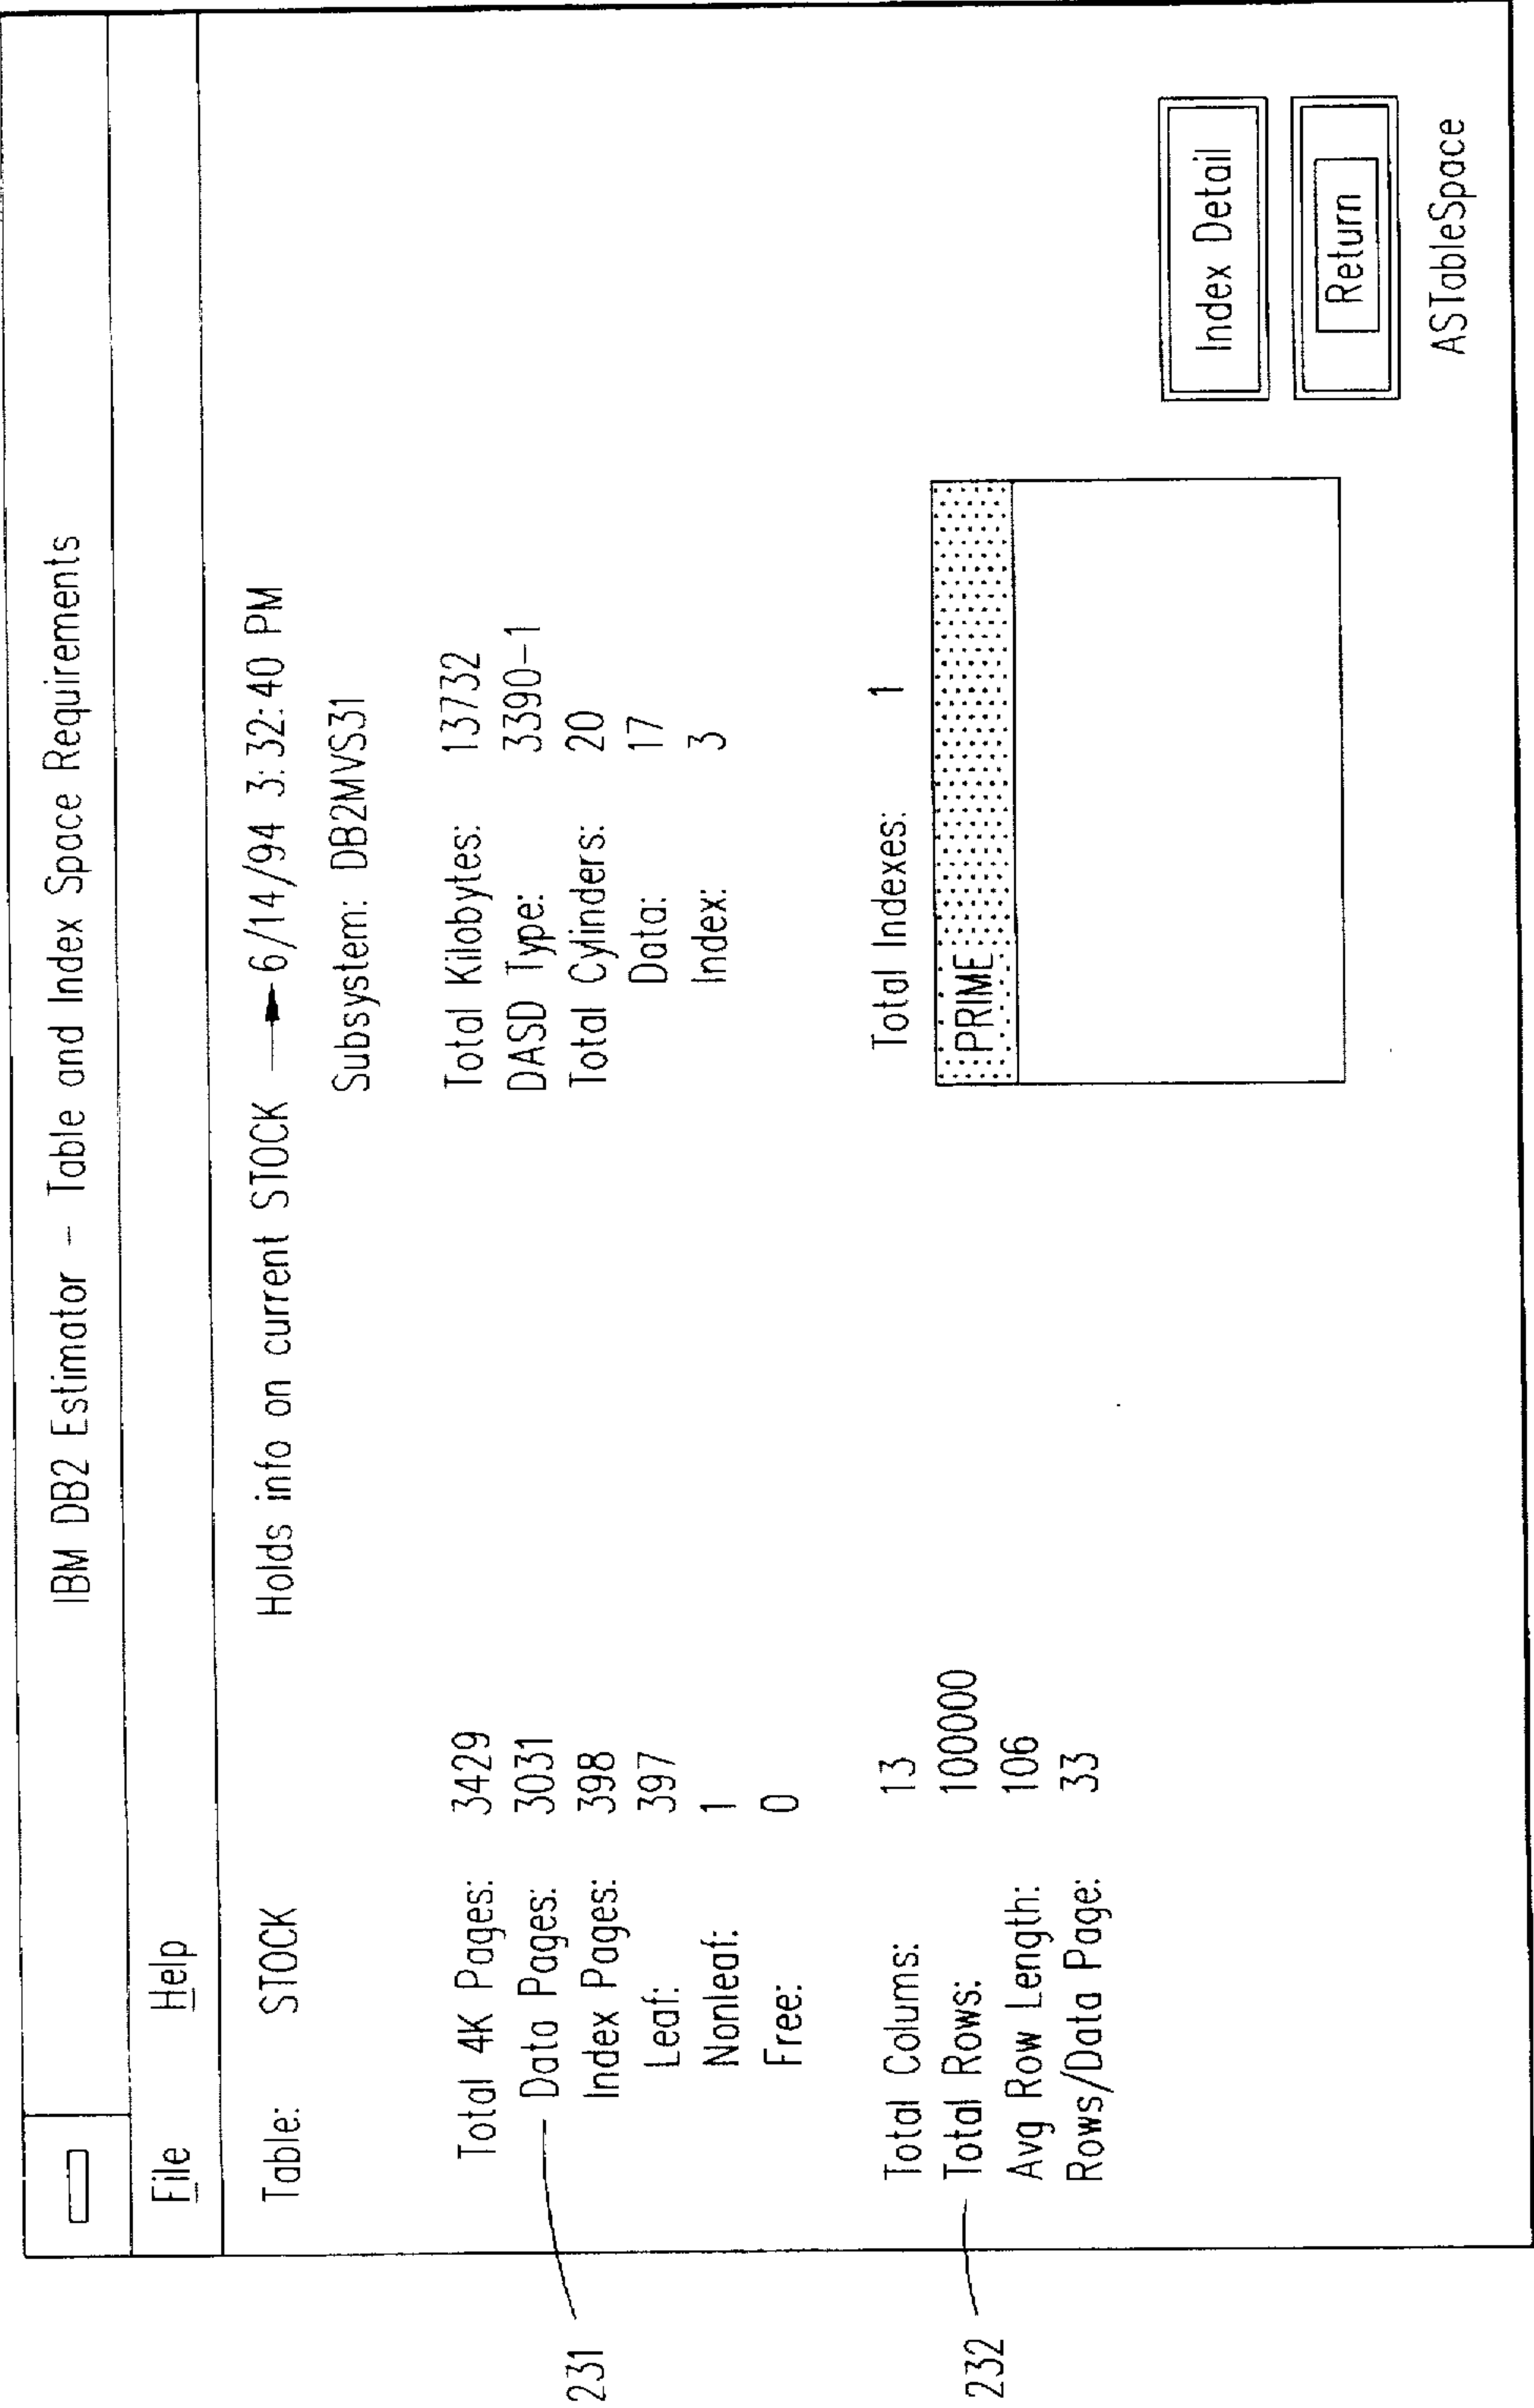 IBM DB2 Estimator – Table and Index Space Requirements
File Help
Table: STOCK Holds info on current STOCK 6/14/94 3:32:40 PM
Subsystem: DB2MVS31
Total 4K Pages: 3429 Total Kilobytes: 13732
231 Data Pages: 3031 DASD Type: 3390-1
Index Pages: 398 Total Cylinders: 20
Leaf: 397 Data: 17
Nonleaf: 1 Index: 3
Free: 0
Total Colums: 13 Total Indexes: 1
232 Total Rows: 100000 PRIME
Avg Row Length: 106
Rows/Data Page: 33
Index Detail
Return
ASTableSpace